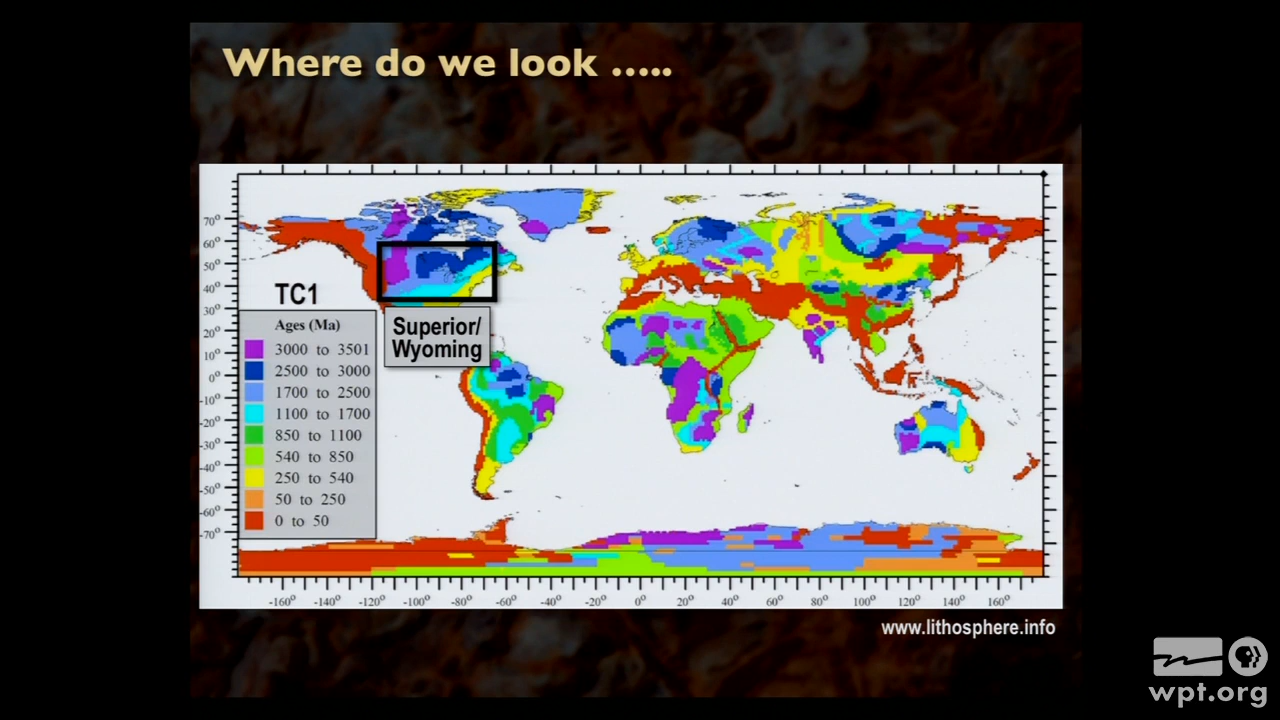 Where do we look .....
70°
60°
50°
40°
30°
20°
10°
0°
-10°
-20°
-30°
-40°
-50°
-60°
-70°
TC1
Ages (Ma)
3000 to 3501
2500 to 3000
1700 to 2500
1100 to 1700
850 to 1100
540 to 850
250 to 540
50 to 250
0 to 50
Superior/
Wyoming
-160° -140° -120° -100° -80° -60° -40° -20° 0° 20° 40° 60° 80° 100° 120° 140° 160°
www.lithosphere.info
wpt.org